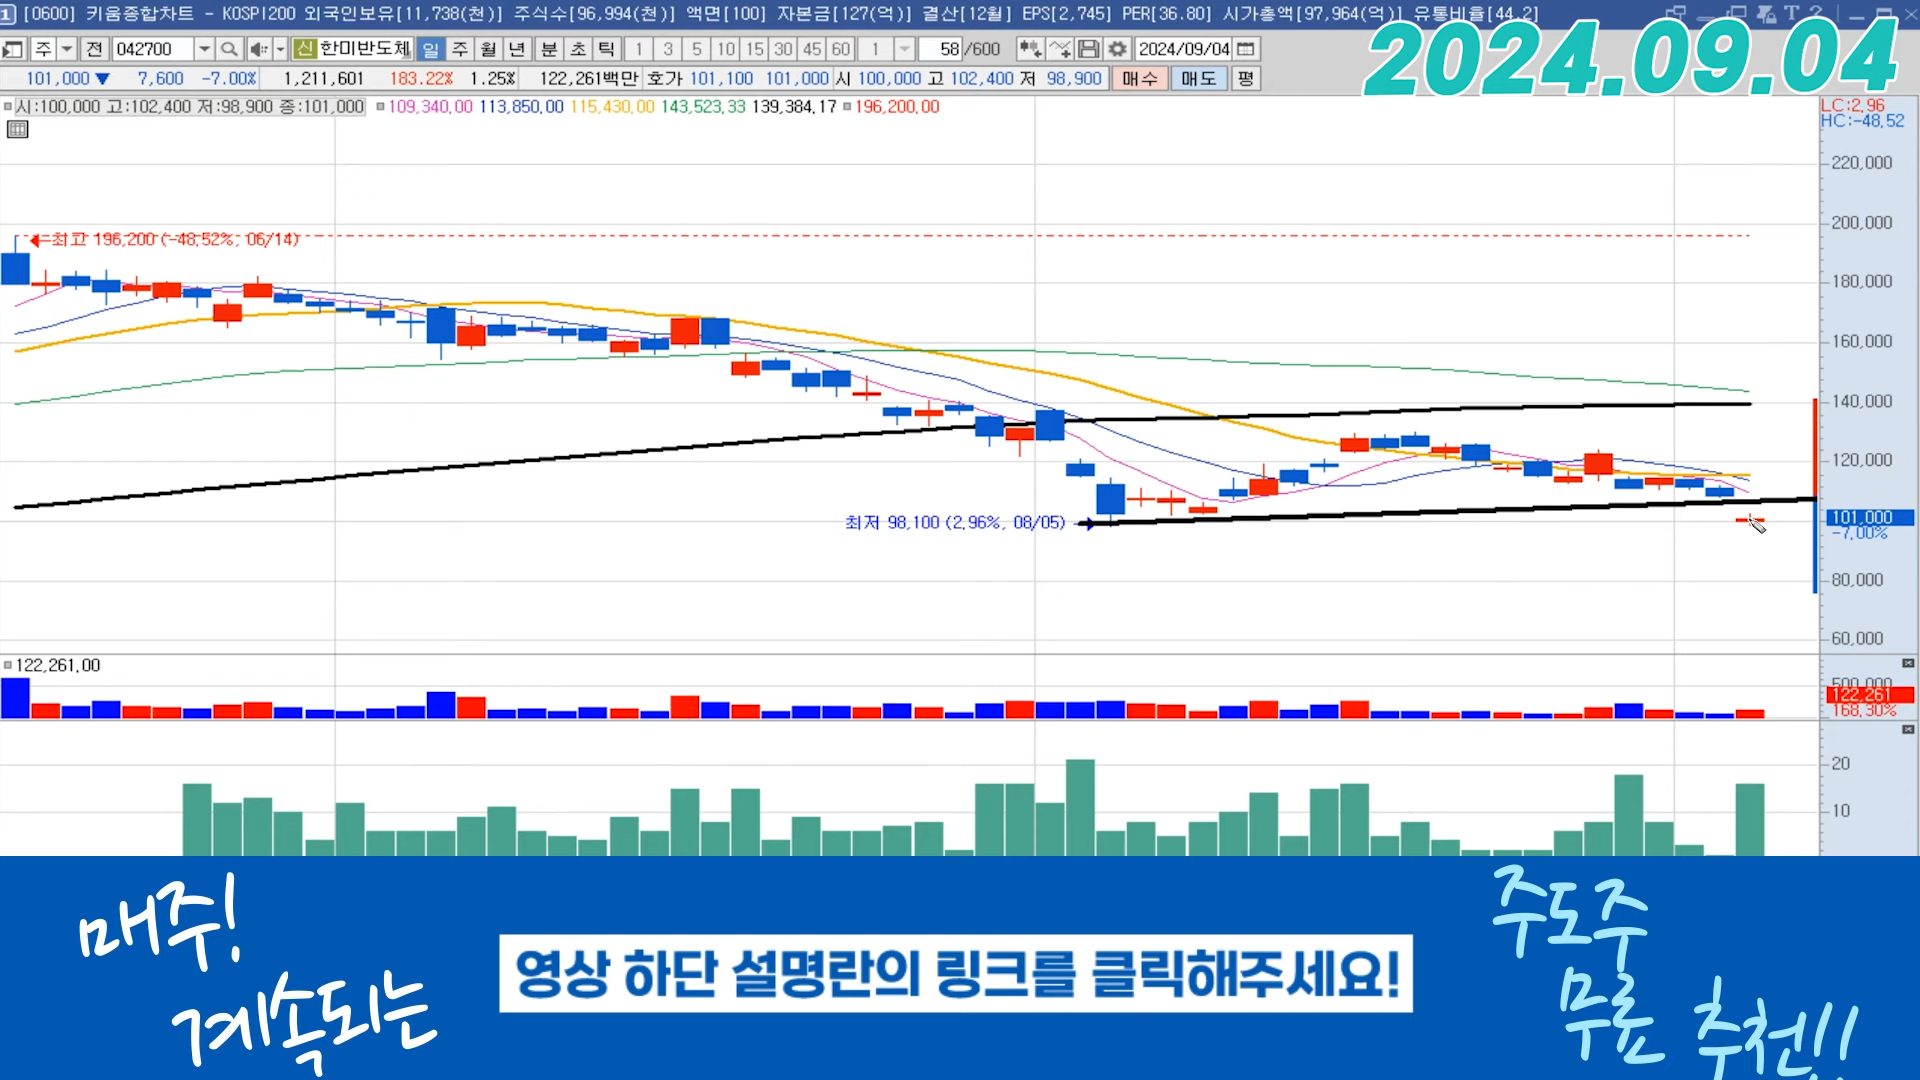 1 [0600] 키움종합차트 - KOSPI200 외국인보유[11,738(천)] 주식수[96,994(천)] 액면[100] 자본금[127(억)] 결산[12월] EPS[2,745] PER[36.80] 시가총액[97,964(억)] 유통비율[44.2]
2024.09.04
주 전 042700 신 한미반도체 일 주 월 년 분 초 틱 1 3 5 10 15 30 45 60 1 58 /600 2024/09/04
101,000 ▼ 7,600 -7.00% 1,211,601 183.22% 1.25% 122,261백만 호가 101,100 101,000 시 100,000 고 102,400 저 98,900 매수 매도 평
시:100,000 고:102,400 저:98,900 종:101,000 109,340.00 113,850.00 115,430.00 143,523.33 139,384.17 196,200.00
LC:2.96
HC:-48.52
220,000
200,000
최고 196,200 (-48.52%, 06/14)
180,000
160,000
140,000
120,000
최저 98,100 (2.96%, 08/05)
101,000
-7.00%
80,000
60,000
122,261.00
500,000
122,261
168.30%
20
10
매주!
계속되는
영상 하단 설명란의 링크를 클릭해주세요!
주도주
무료 추천!!